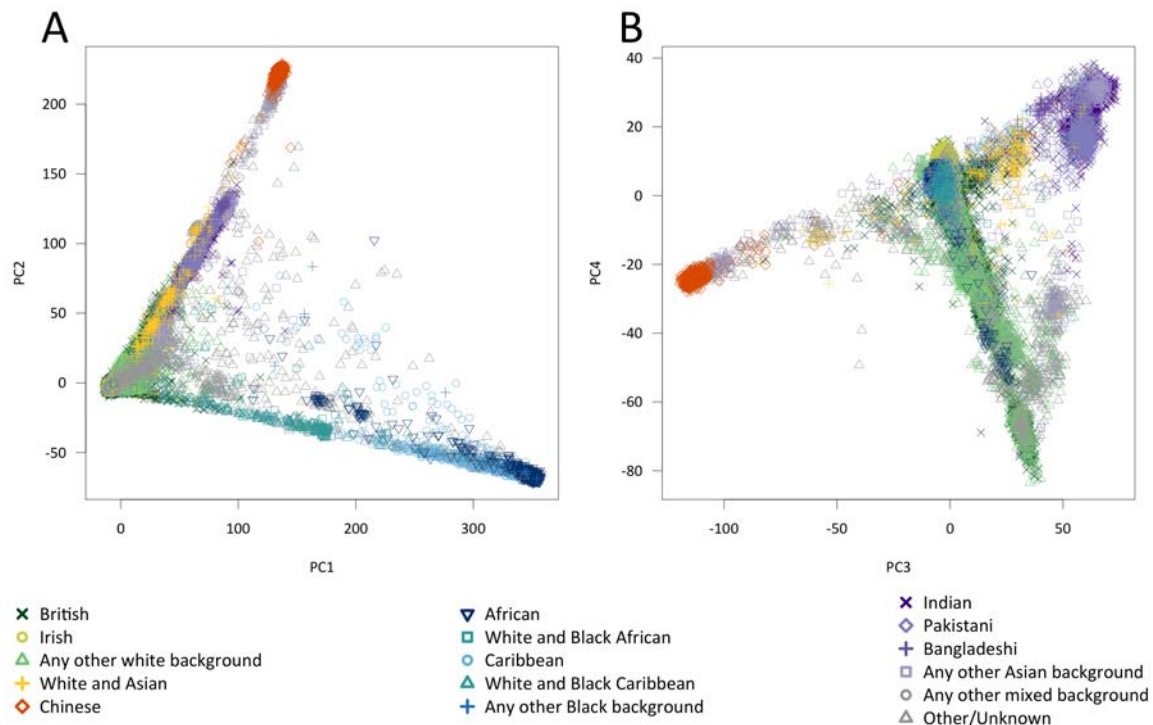 A
B
200
150
100
50
0
-50
PC2
0
100
200
300
PC1
40
20
0
-20
-40
-60
-80
PC4
-100
-50
0
50
PC3
British
Irish
Any other white background
White and Asian
Chinese
African
White and Black African
Caribbean
White and Black Caribbean
Any other Black background
Indian
Pakistani
Bangladeshi
Any other Asian background
Any other mixed background
Other/Unknown